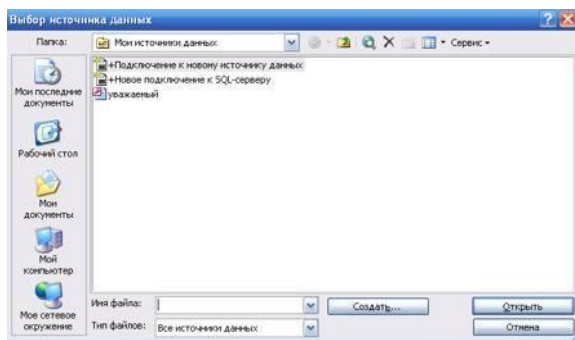 Выбор источника данных
Папка:
Мои источники данных
Сервис
+Подключение к новому источнику данных
+Новое подключение к SQL-серверу
уважаемый
Мои последние документы
Рабочий стол
Мои документы
Мой компьютер
Мое сетевое окружение
Имя файла:
Создать...
Открыть
Тип файлов:
Все источники данных
Отмена